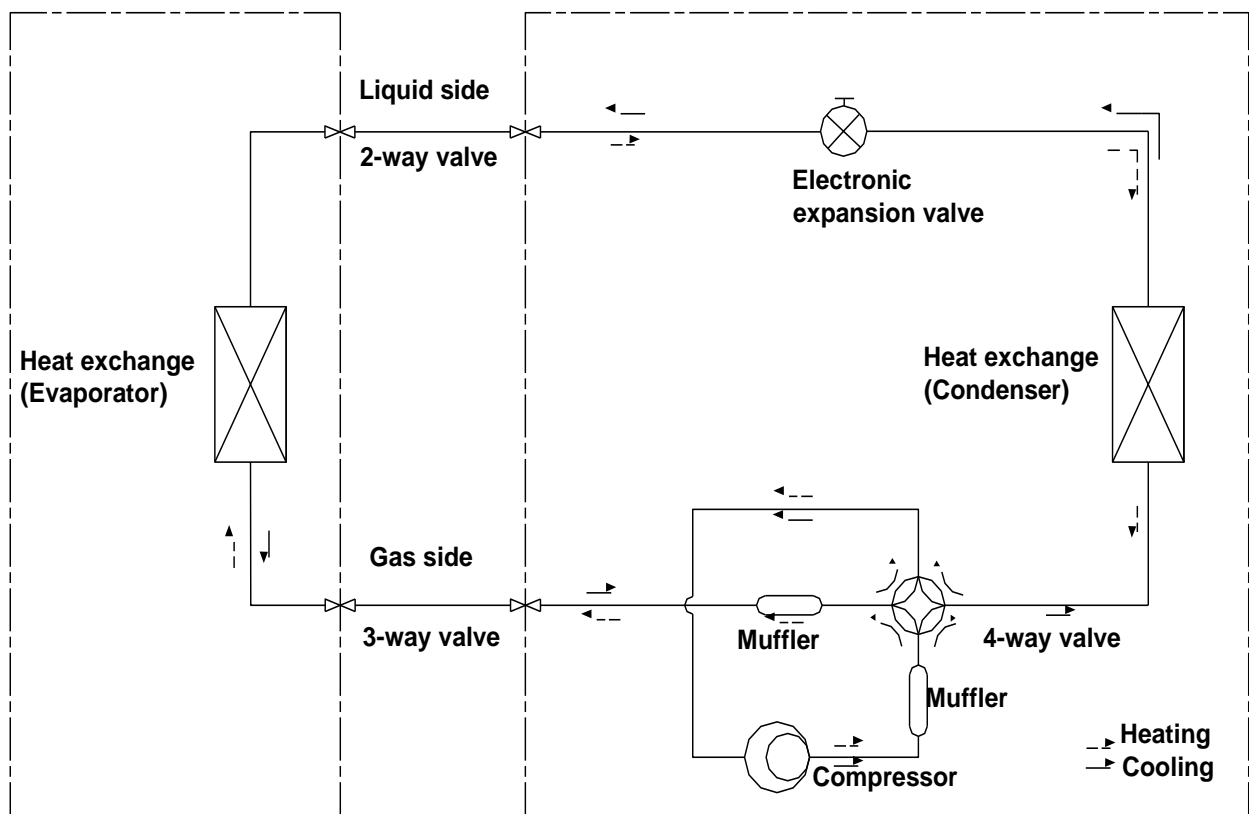 Liquid side
2-way valve
Electronic
expansion valve
Heat exchange
(Evaporator)
Heat exchange
(Condenser)
Gas side
3-way valve
Muffler
4-way valve
Muffler
Compressor
Heating
Cooling